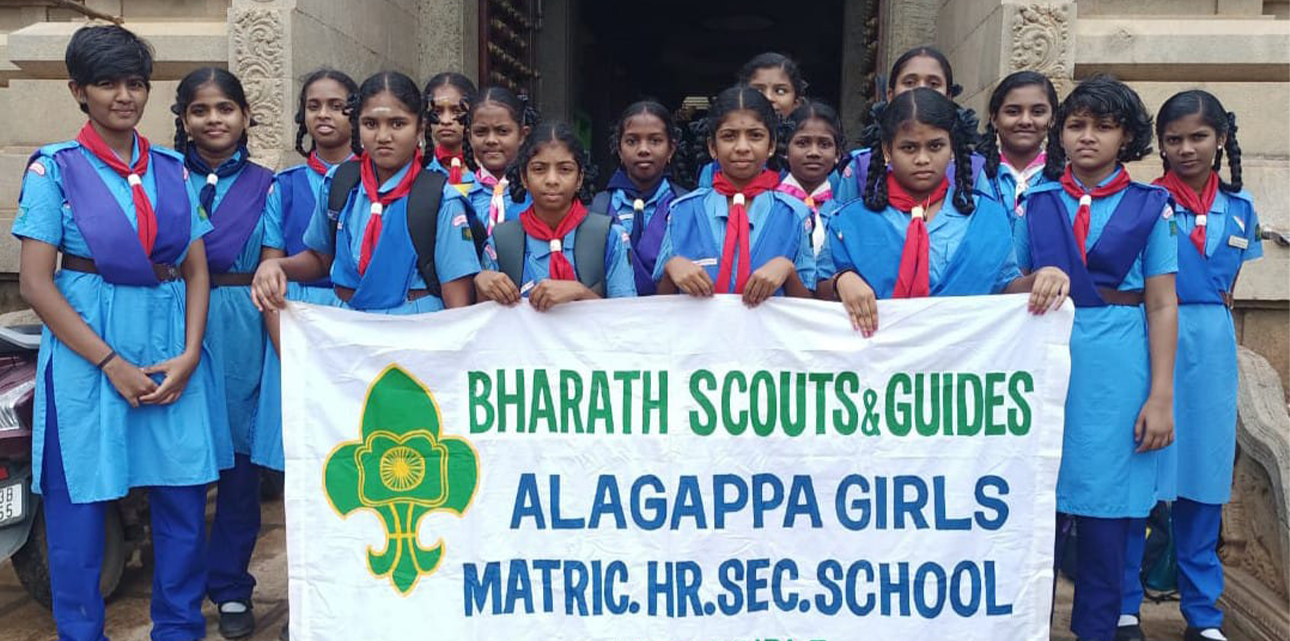 BHARATH SCOUTS&GUIDES
ALAGAPPA GIRLS
MATRIC.HR.SEC.SCHOOL